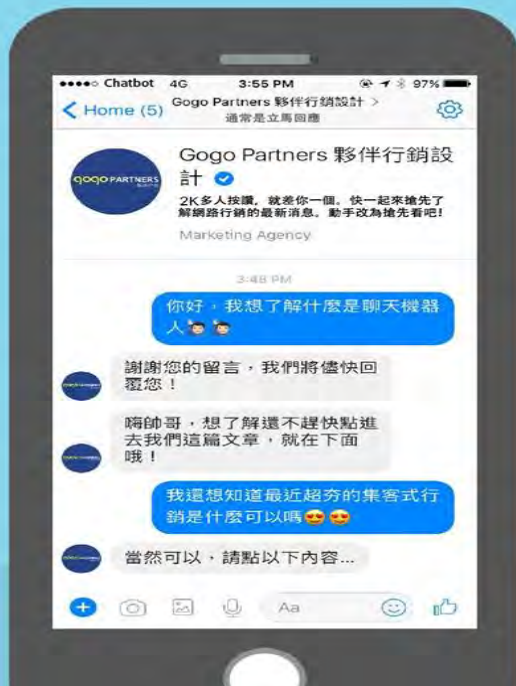 Chatbot 4G 3:55 PM 97%
Home (5) Gogo Partners 夥伴行銷設計 >
通常是立馬回應
gogo PARTNERS
Gogo Partners 夥伴行銷設
計
2K多人按讚，就差你一個。快一起來搶先了
解網路行銷的最新消息。動手改為搶先看吧!
Marketing Agency
3:48 PM
你好，我想了解什麼是聊天機器
人🙋🏻‍♂️🙋🏻‍♂️
謝謝您的留言，我們將儘快回
覆您！
嗨帥哥，想了解還不趕快點進
去我們這篇文章，就在下面
哦！
我還想知道最近超夯的集客式行
銷是什麼可以嗎😍😍
當然可以，請點以下內容...
Aa